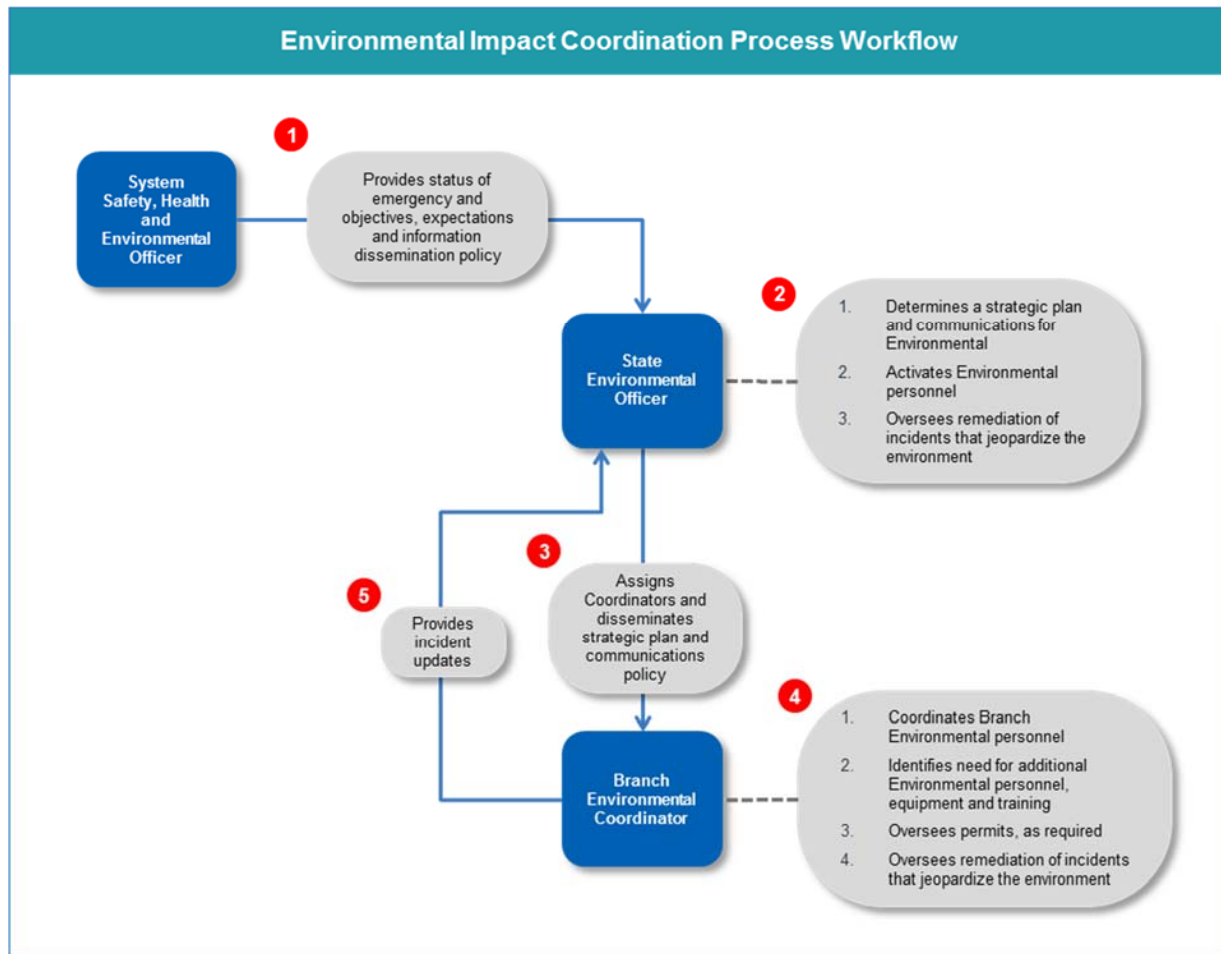 Environmental Impact Coordination Process Workflow
1
System
Safety, Health
and
Environmental
Officer
Provides status of
emergency and
objectives, expectations
and information
dissemination policy
State
Environmental
Officer
2
1. Determines a strategic plan
and communications for
Environmental
2. Activates Environmental
personnel
3. Oversees remediation of
incidents that jeopardize the
environment
3
Assigns
Coordinators and
disseminates
strategic plan and
communications
policy
5
Provides
incident
updates
Branch
Environmental
Coordinator
4
1. Coordinates Branch
Environmental personnel
2. Identifies need for additional
Environmental personnel,
equipment and training
3. Oversees permits, as required
4. Oversees remediation of incidents
that jeopardize the environment